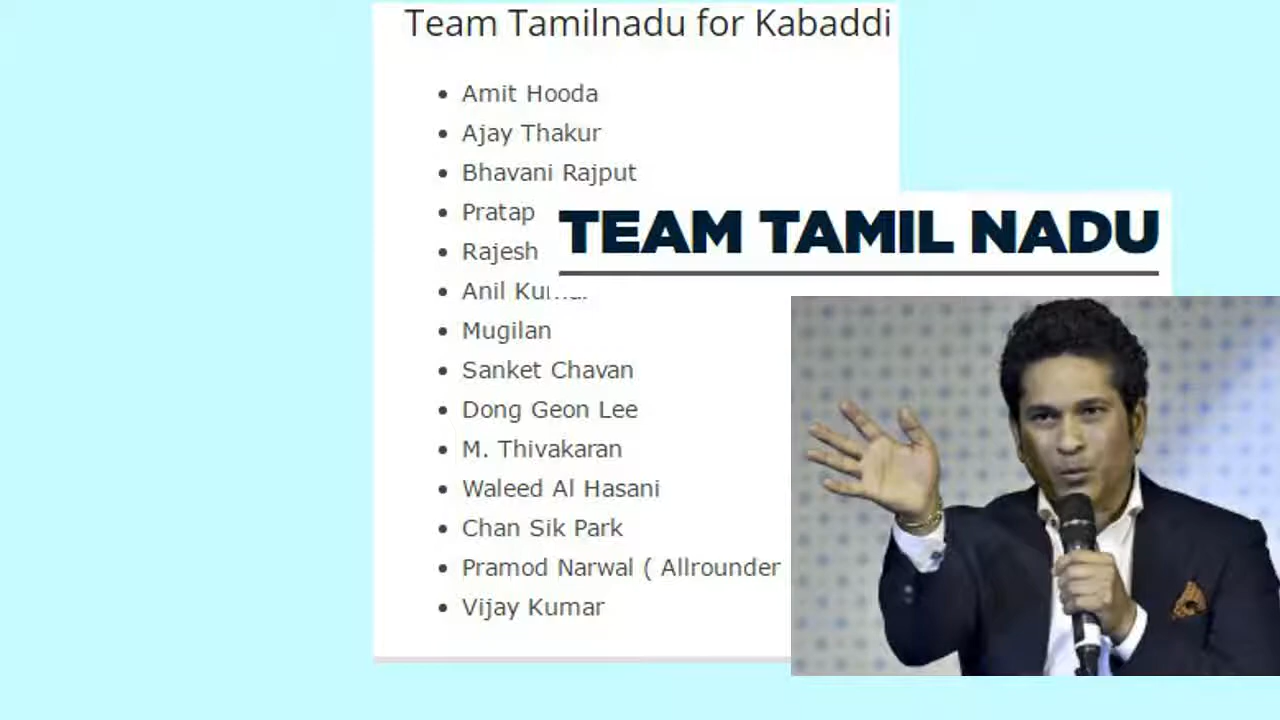 Team Tamilnadu for Kabaddi
Amit Hooda
Ajay Thakur
Bhavani Rajput
Pratap
TEAM TAMIL NADU
Rajesh
Anil
Mugilan
Sanket Chavan
Dong Geon Lee
M. Thivakaran
Waleed Al Hasani
Chan Sik Park
Pramod Narwal ( Allrounder
Vijay Kumar